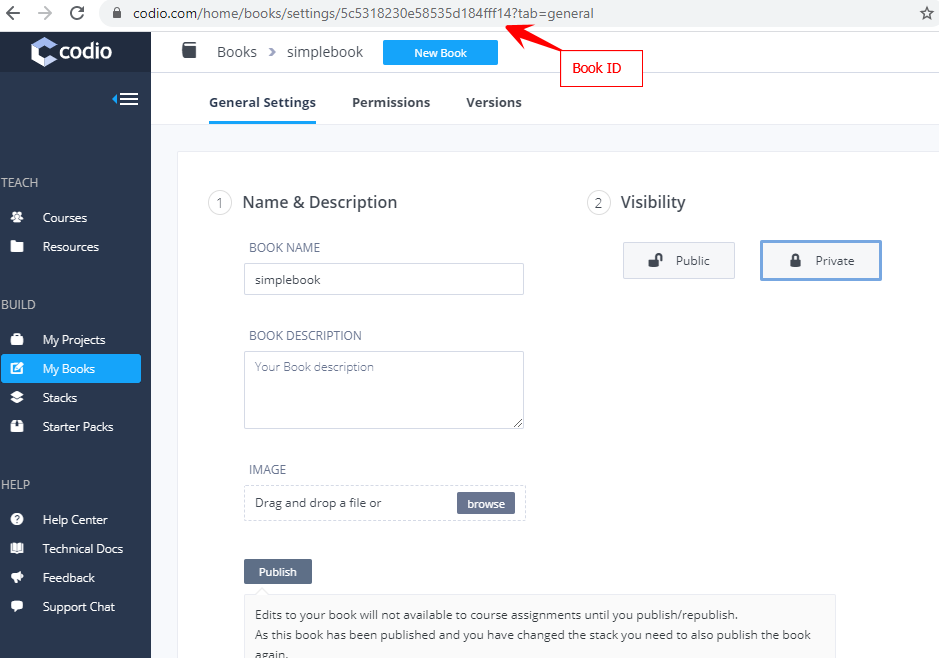 codio.com/home/books/settings/5c5318230e58535d184fff14?tab=general
codio
Books > simplebook New Book
Book ID
General Settings Permissions Versions
TEACH
Courses
Resources
BUILD
My Projects
My Books
Stacks
Starter Packs
HELP
Help Center
Technical Docs
Feedback
Support Chat
1 Name & Description
BOOK NAME
simplebook
BOOK DESCRIPTION
Your Book description
IMAGE
Drag and drop a file or browse
Publish
Edits to your book will not available to course assignments until you publish/republish.
As this book has been published and you have changed the stack you need to also publish the book
again.
2 Visibility
Public Private